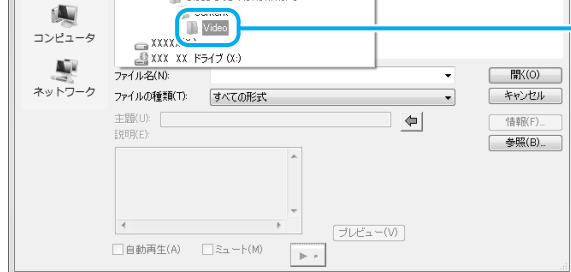 Content
Video
XXXX
XXX XX ドライブ (X:)
コンピュータ
ネットワーク
ファイル名(N):
開く(O)
ファイルの種類(T):
すべての形式
キャンセル
主題(U):
情報(F)...
説明(E):
参照(B)...
プレビュー(V)
自動再生(A)
ミュート(M)